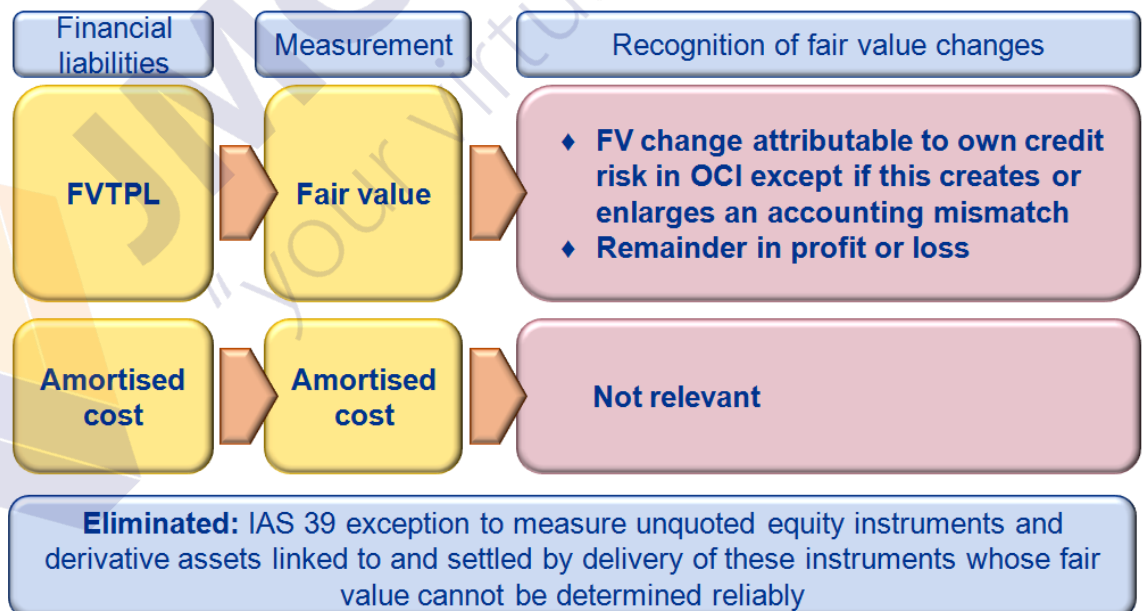 Financial
liabilities
Measurement
Recognition of fair value changes
FVTPL
Fair value
♦ FV change attributable to own credit
risk in OCI except if this creates or
enlarges an accounting mismatch
♦ Remainder in profit or loss
Amortised
cost
Amortised
cost
Not relevant
Eliminated: IAS 39 exception to measure unquoted equity instruments and
derivative assets linked to and settled by delivery of these instruments whose fair
value cannot be determined reliably
JM
"your virtu